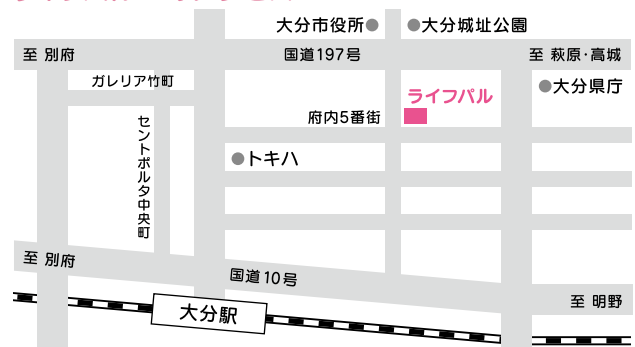 大分市役所
大分城址公園
至 別府
国道197号
至 萩原・高城
ガレリア竹町
ライフパル
大分県庁
府内5番街
セントポルタ中央町
トキハ
至 別府
国道10号
至 明野
大分駅